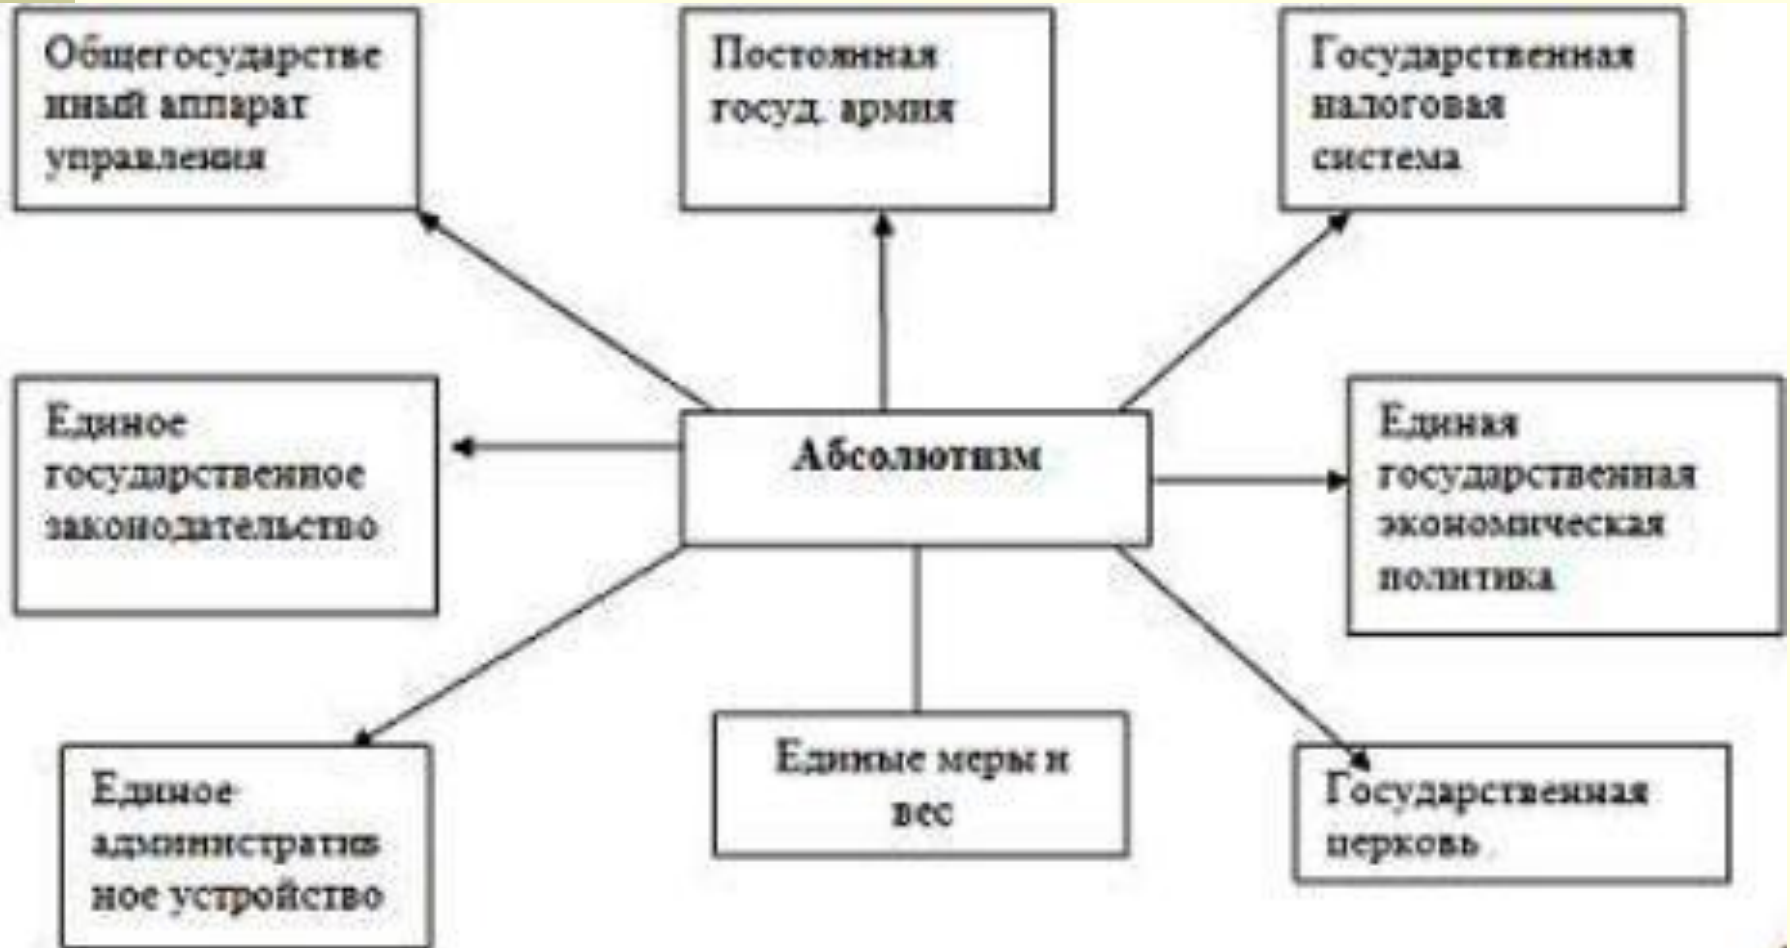 Общегосударстве
нный аппарат
управления
Постоянная
госуд. армия
Государственная
налоговая
система
Единое
государственное
законодательство
Абсолютизм
Единая
государственная
экономическая
политика
Единое
административ
ное устройство
Единые меры и
вес
Государственная
церковь